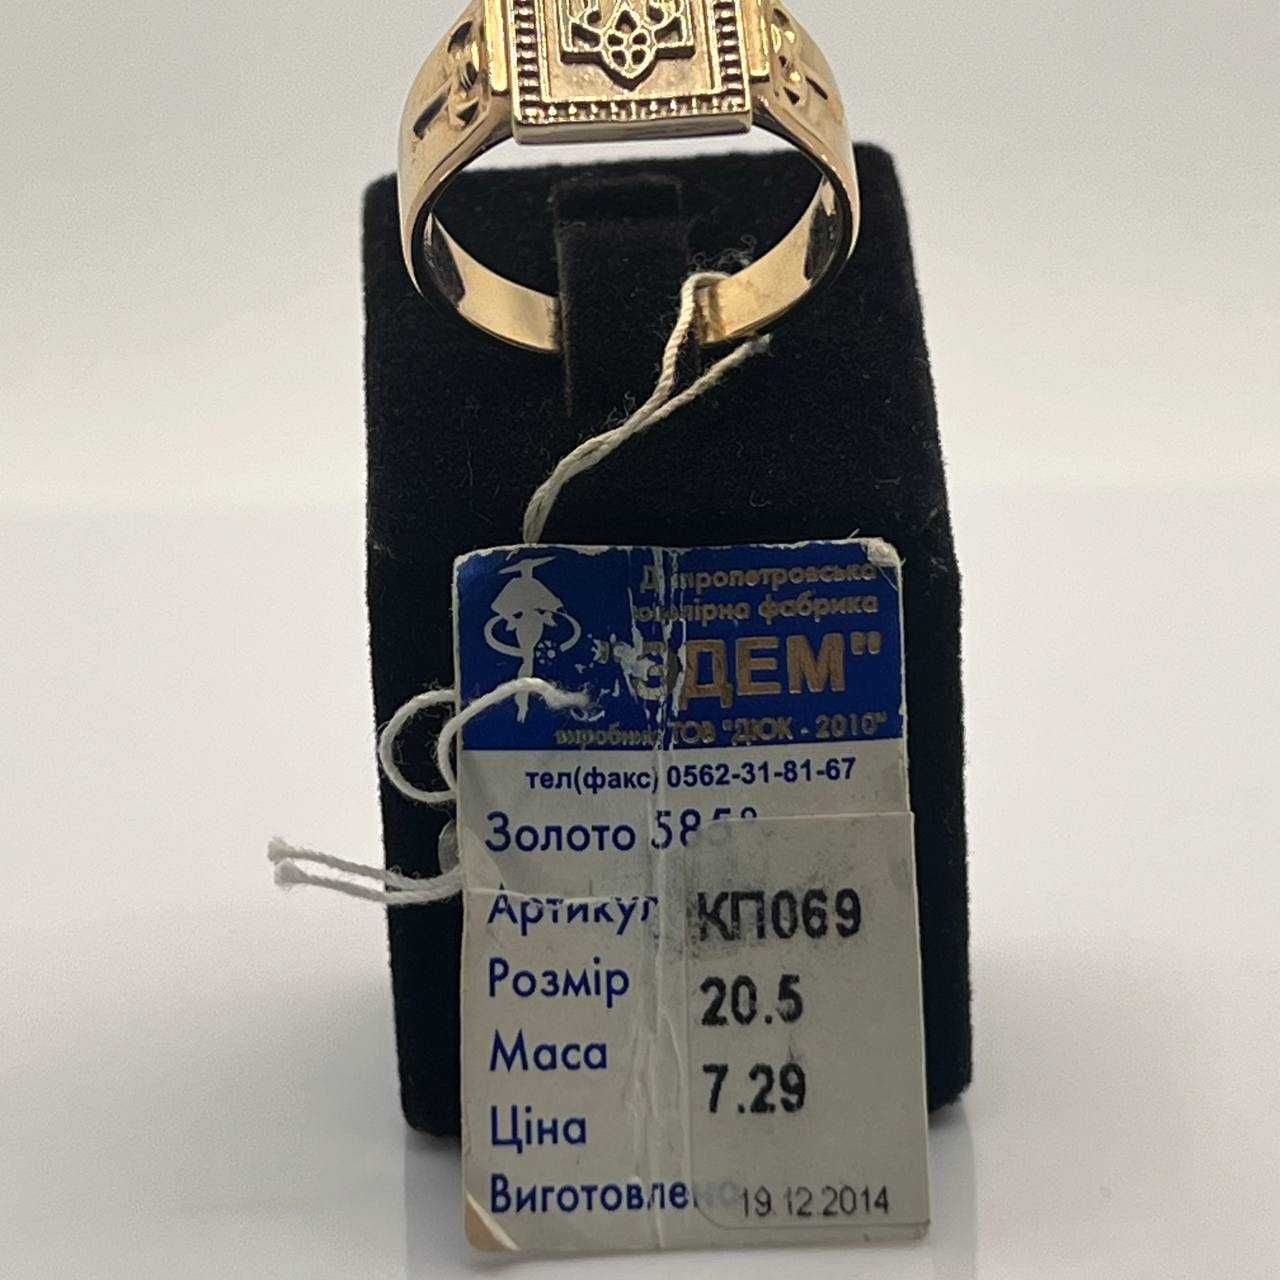 Дніпропетровська
ювелірна фабрика
"ЭДЕМ"
виробник ТОВ "ДЮК - 2010"
тел(факс) 0562-31-81-67
Золото 585°
Артикул КП069
Розмір 20.5
Маса 7.29
Ціна
Виготовлено 19.12.2014